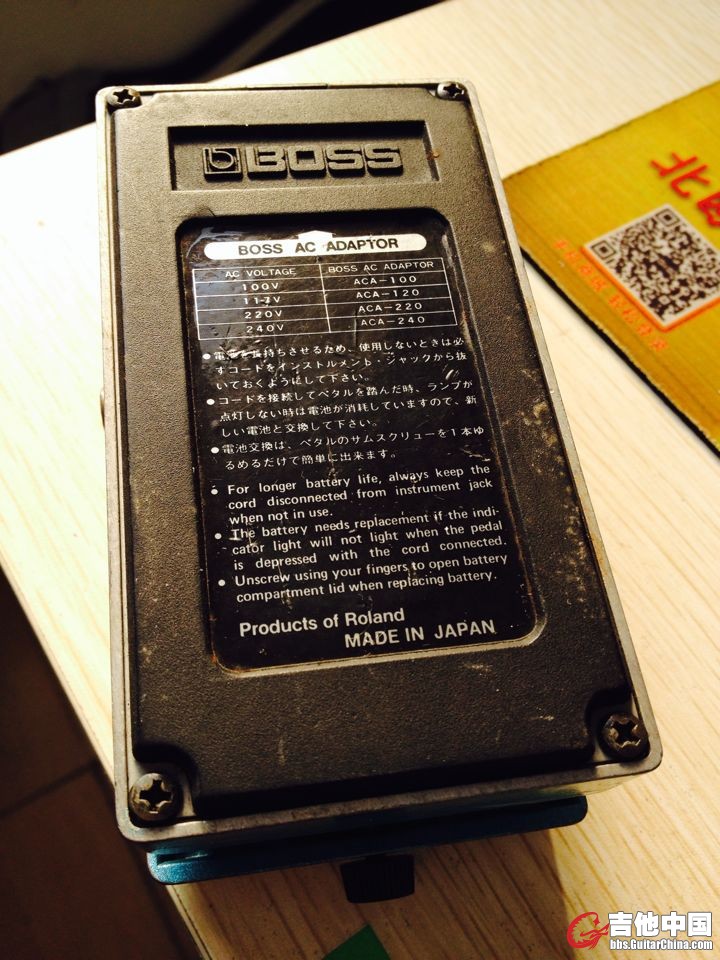 BOSS
BOSS AC ADAPTOR
AC VOLTAGE BOSS AC ADAPTOR
100V ACA-100
117V ACA-120
220V ACA-220
240V ACA-240
●電池を長持ちさせるため、使用しないときは必
ずコードをインストルメント・ジャックから抜
いておくようにして下さい。
●コードを接続してペタルを踏んだ時、ランプが
点灯しない時は電池が消耗していますので、新
しい電池と交換して下さい。
●電池交換は、ペタルのサムスクリューを1本ゆ
るめるだけで簡単に出来ます。
● For longer battery life, always keep the
cord disconnected from instrument jack
when not in use.
● The battery needs replacement if the indi-
cator light will not light when the pedal
is depressed with the cord connected.
● Unscrew using your fingers to open battery
compartment lid when replacing battery.
Products of Roland
MADE IN JAPAN
北
吉他中国
bbs.GuitarChina.com